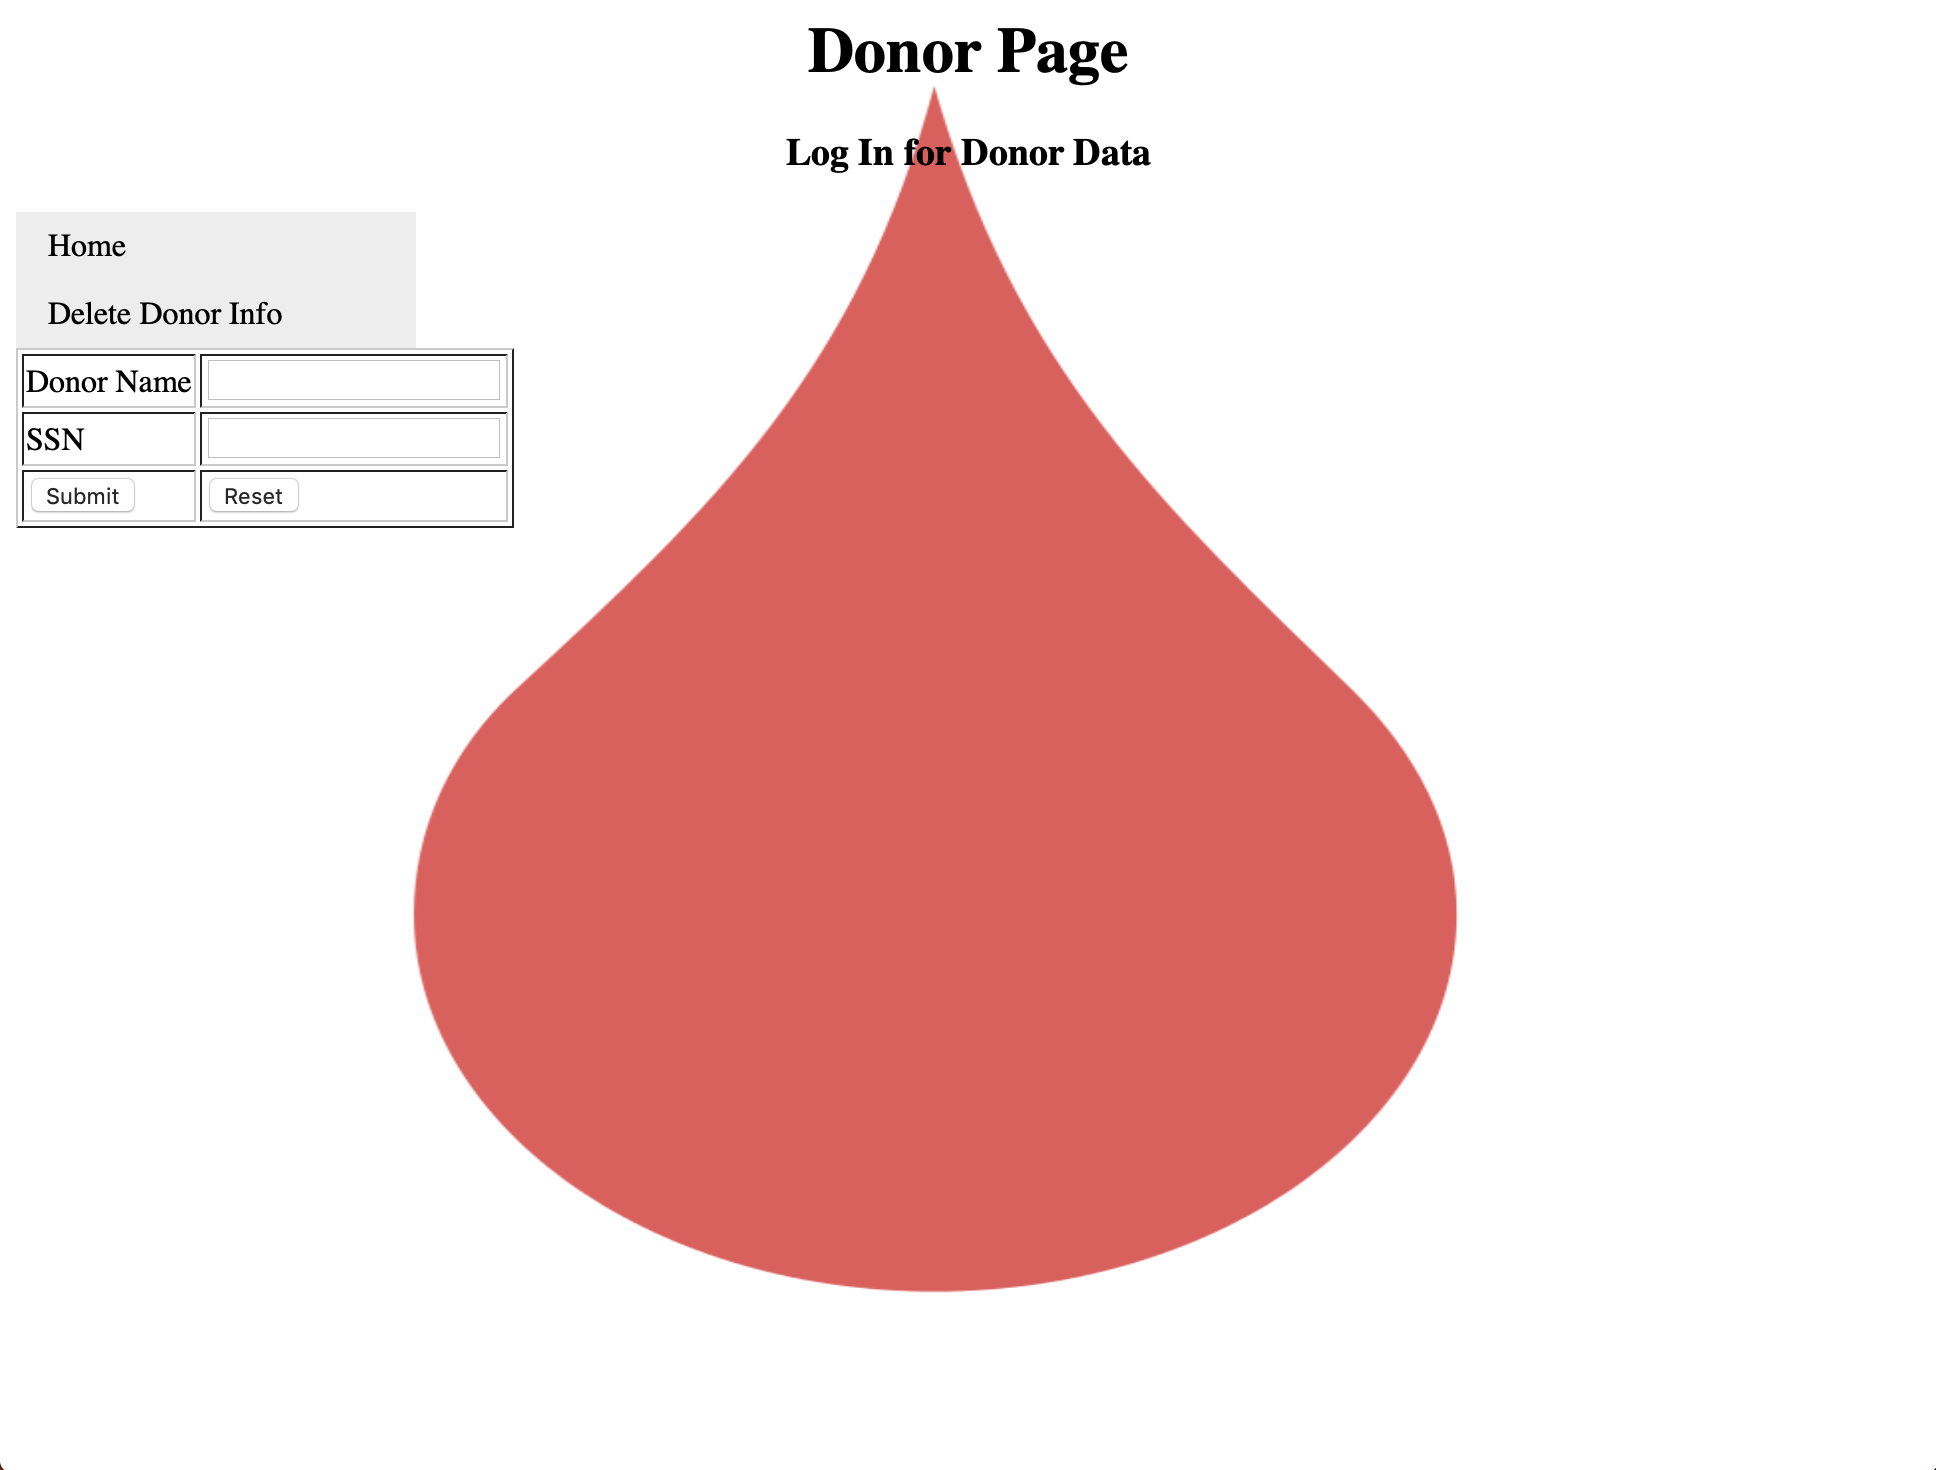 Donor Page
Log In for Donor Data
Home
Delete Donor Info
Donor Name
SSN
Submit Reset